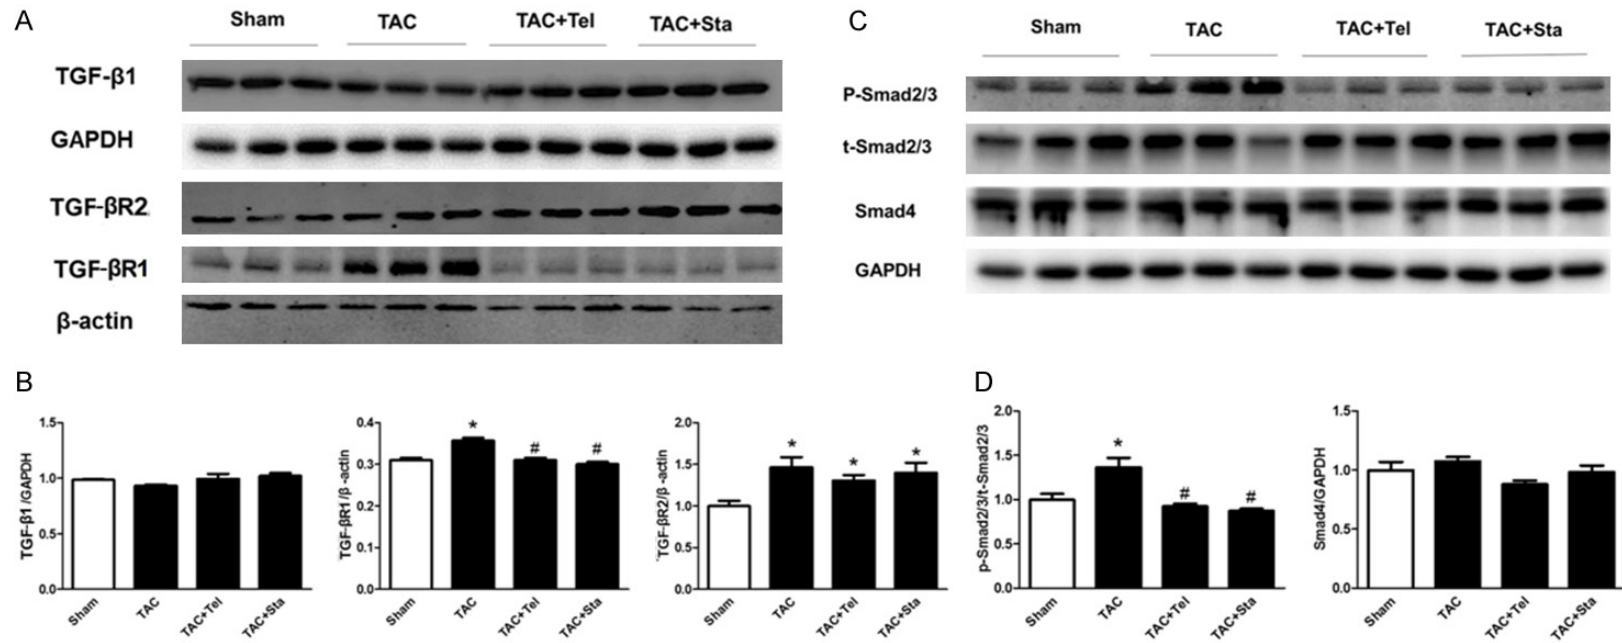 A
Sham TAC TAC+Tel TAC+Sta
TGF-β1
GAPDH
TGF-βR2
TGF-βR1
β-actin
C
Sham TAC TAC+Tel TAC+Sta
P-Smad2/3
t-Smad2/3
Smad4
GAPDH
B
TGF-β1/GAPDH
1.5
1.0
0.5
0.0
Sham TAC TAC+Tel TAC+Sta
TGF-βR1/β-actin
0.4
0.3
0.2
0.1
0.0
* # #
Sham TAC TAC+Tel TAC+Sta
TGF-βR2/β-actin
2.0
1.5
1.0
0.5
0.0
* * *
Sham TAC TAC+Tel TAC+Sta
D
p-Smad2/3/t-Smad2/3
2.0
1.5
1.0
0.5
0.0
* # #
Sham TAC TAC+Tel TAC+Sta
Smad4/GAPDH
1.5
1.0
0.5
0.0
Sham TAC TAC+Tel TAC+Sta